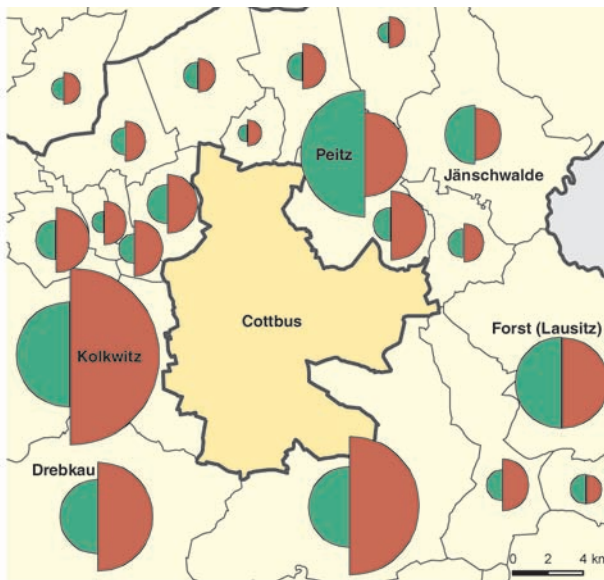 Peitz
Jänschwalde
Cottbus
Forst (Lausitz)
Kolkwitz
Drebkau
0 2 4 km